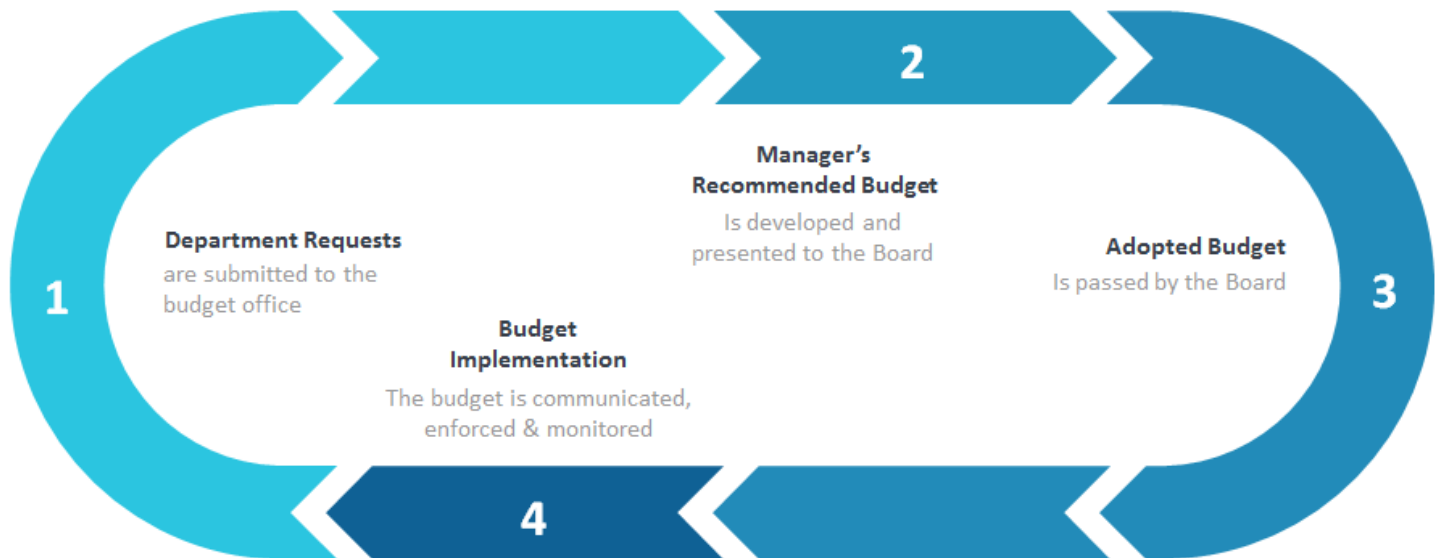 1
Department Requests
are submitted to the
budget office
2
Manager’s
Recommended Budget
Is developed and
presented to the Board
3
Adopted Budget
Is passed by the Board
4
Budget
Implementation
The budget is communicated,
enforced & monitored